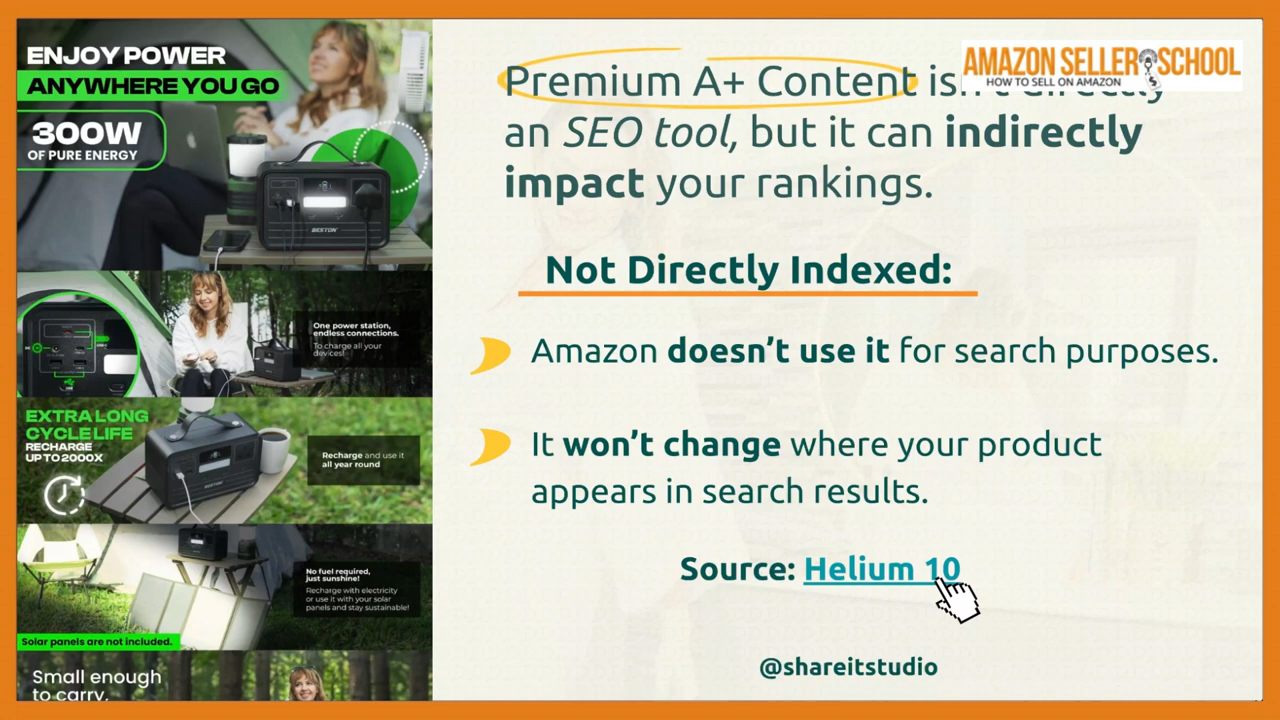 ENJOY POWER
ANYWHERE YOU GO
300W
OF PURE ENERGY
BEXTON
One power station,
endless connections.
To charge all your
devices!
EXTRA LONG
CYCLE LIFE
RECHARGE
UP TO 2000X
Recharge and use it
all year round
BEXTON
No fuel required,
just sunshine!
Recharge with electricity
or use it with your solar
panels and stay sustainable!
Solar panels are not included.
Small enough
to carry,
AMAZON SELLER SCHOOL
HOW TO SELL ON AMAZON
Premium A+ Content isn't directly
an SEO tool, but it can indirectly
impact your rankings.
Not Directly Indexed:
Amazon doesn't use it for search purposes.
It won't change where your product
appears in search results.
Source: Helium 10
@shareitstudio